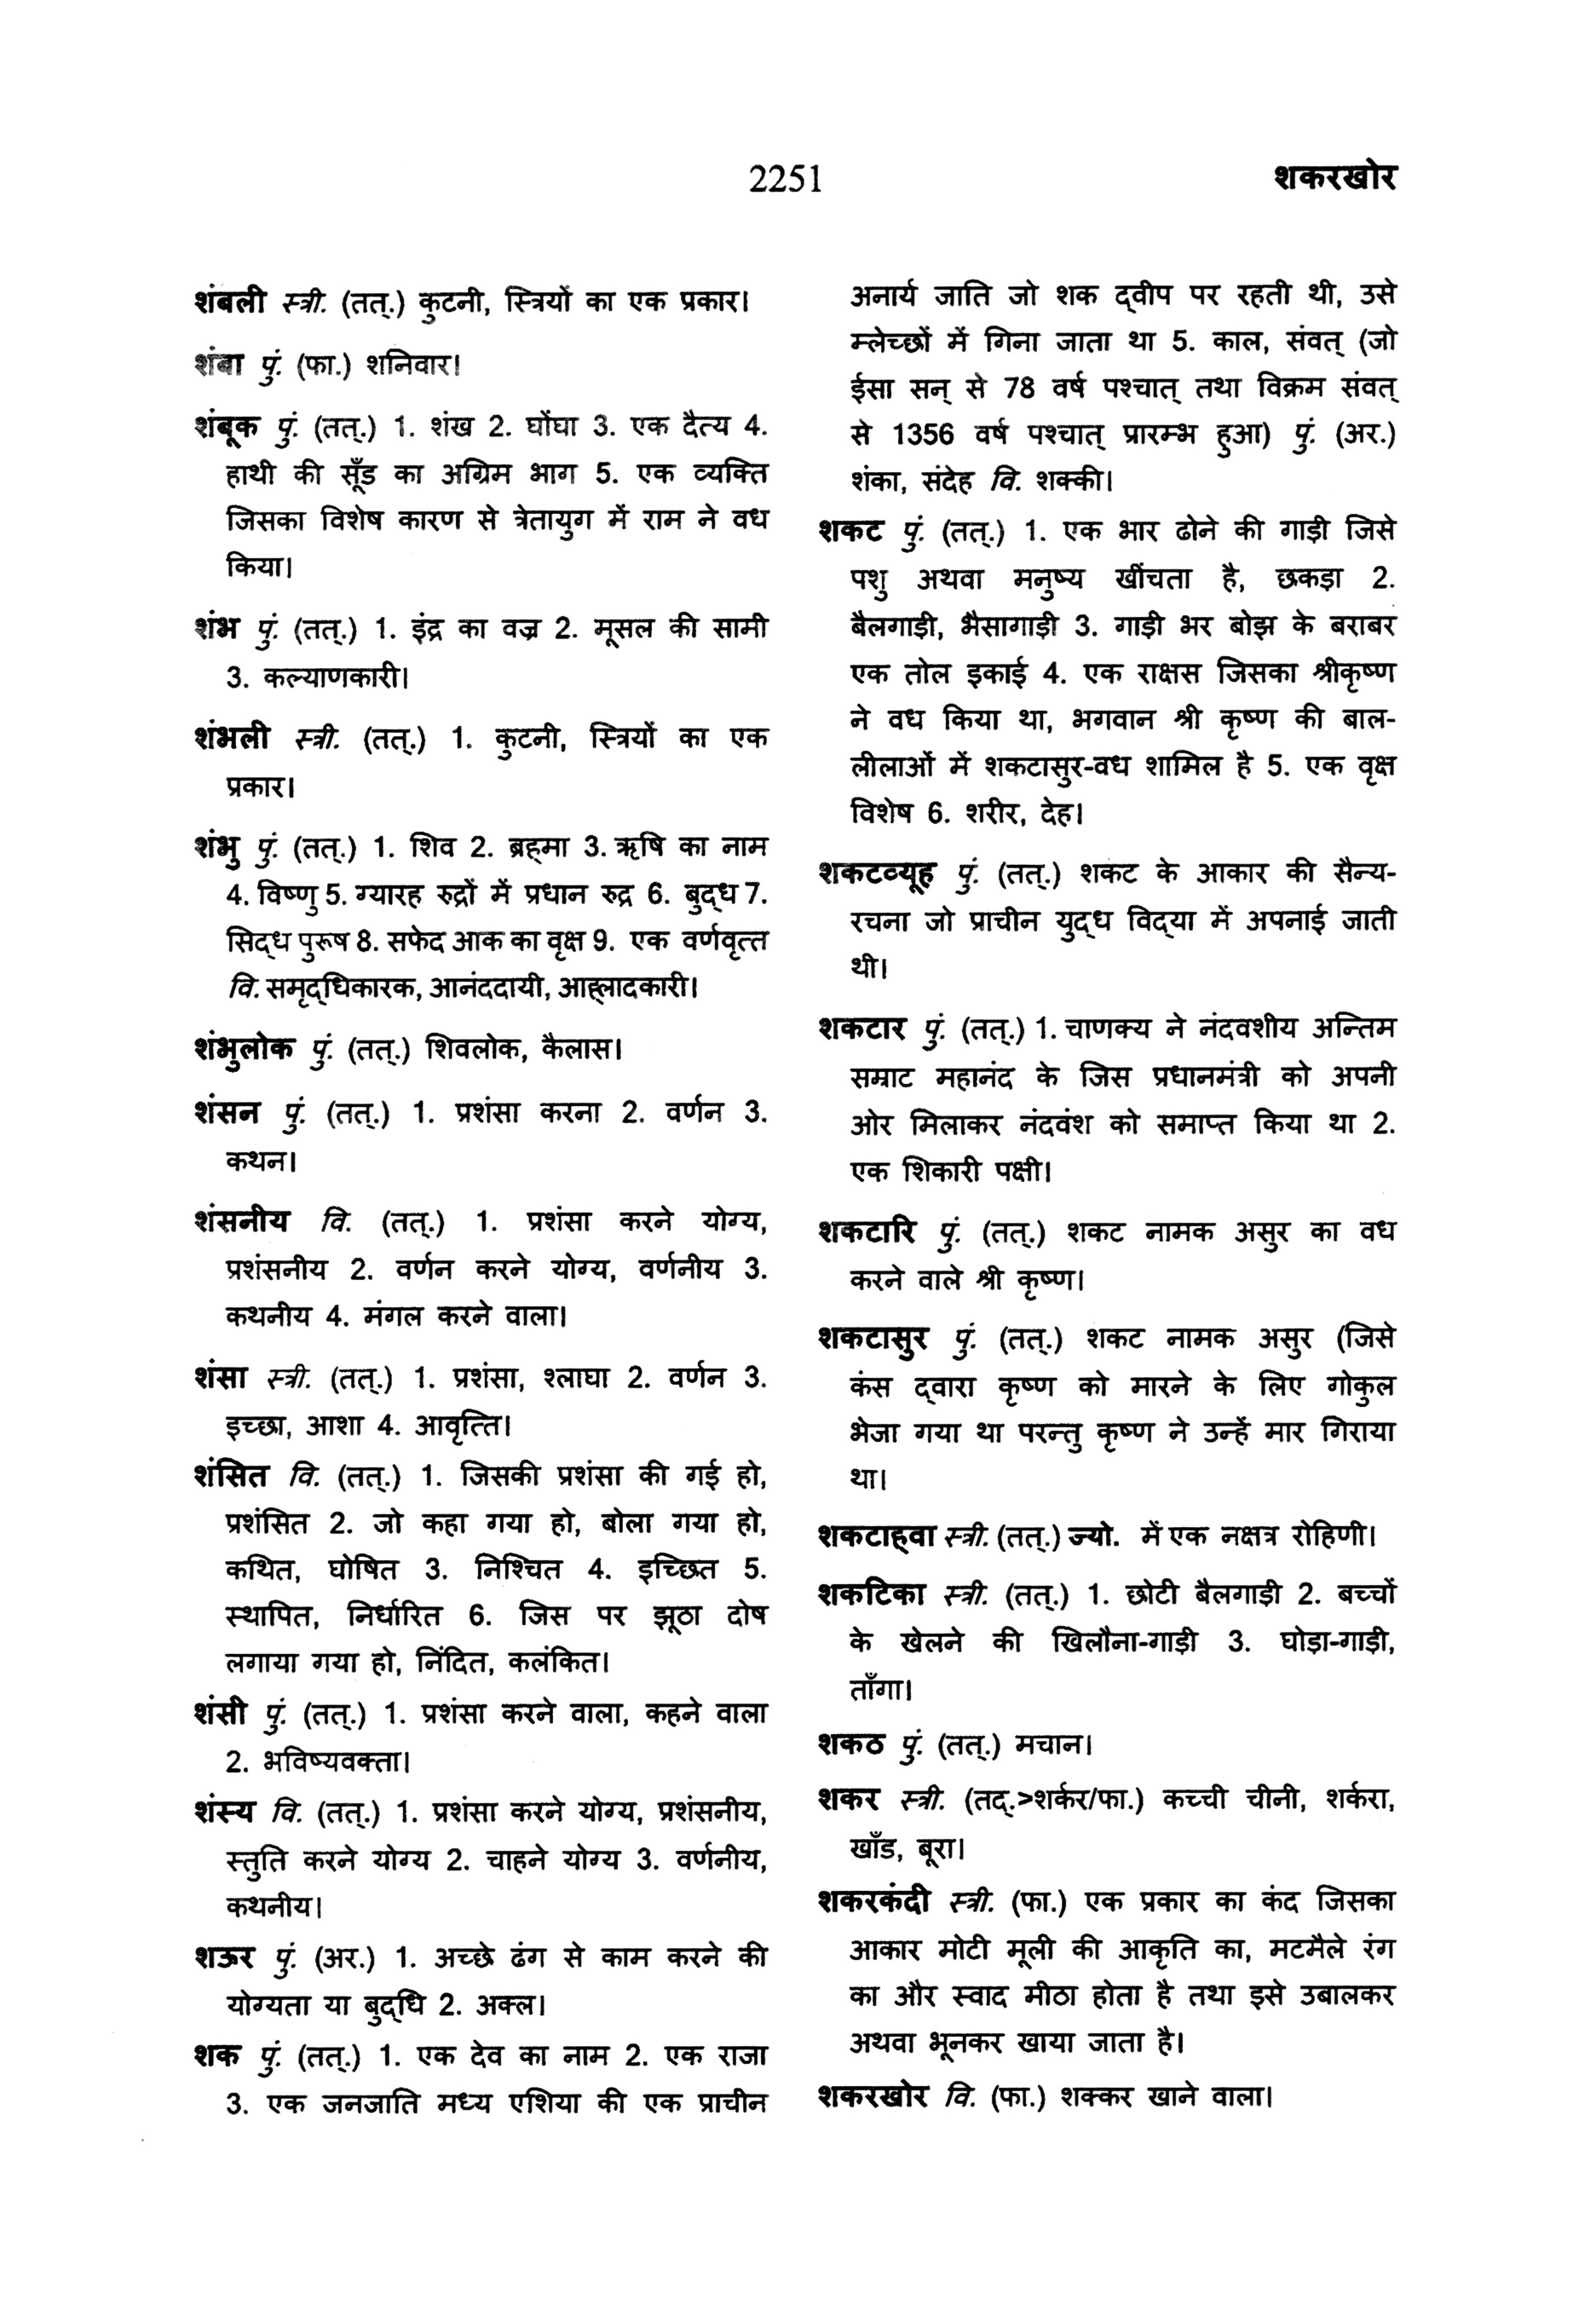 2251
शकरखोर
शंबली स्त्री. (तत्.) कुटनी, स्त्रियों का एक प्रकार।
शंबा पुं. (फा.) शनिवार।
शंबूक पुं. (तत्.) 1. शंख 2. घोंघा 3. एक दैत्य 4.
हाथी की सूँड का अग्रिम भाग 5. एक व्यक्ति
जिसका विशेष कारण से त्रेतायुग में राम ने वध
किया।
शंभ पुं. (तत्.) 1. इंद्र का वज्र 2. मूसल की सामी
3. कल्याणकारी।
शंभली स्त्री. (तत्.) 1. कुटनी, स्त्रियों का एक
प्रकार।
शंभु पुं. (तत्.) 1. शिव 2. ब्रह्मा 3. ऋषि का नाम
4. विष्णु 5. ग्यारह रुद्रों में प्रधान रुद्र 6. बुद्ध 7.
सिद्ध पुरूष 8. सफेद आक का वृक्ष 9. एक वर्णवृत्त
वि. समृद्धिकारक, आनंददायी, आह्लादकारी।
शंभुलोक पुं. (तत्.) शिवलोक, कैलास।
शंसन पुं. (तत्.) 1. प्रशंसा करना 2. वर्णन 3.
कथन।
शंसनीय वि. (तत्.) 1. प्रशंसा करने योग्य,
प्रशंसनीय 2. वर्णन करने योग्य, वर्णनीय 3.
कथनीय 4. मंगल करने वाला।
शंसा स्त्री. (तत्.) 1. प्रशंसा, श्लाघा 2. वर्णन 3.
इच्छा, आशा 4. आवृत्ति।
शंसित वि. (तत्.) 1. जिसकी प्रशंसा की गई हो,
प्रशंसित 2. जो कहा गया हो, बोला गया हो,
कथित, घोषित 3. निश्चित 4. इच्छित 5.
स्थापित, निर्धारित 6. जिस पर झूठा दोष
लगाया गया हो, निंदित, कलंकित।
शंसी पुं. (तत्.) 1. प्रशंसा करने वाला, कहने वाला
2. भविष्यवक्ता।
शंस्य वि. (तत्.) 1. प्रशंसा करने योग्य, प्रशंसनीय,
स्तुति करने योग्य 2. चाहने योग्य 3. वर्णनीय,
कथनीय।
शऊर पुं. (अर.) 1. अच्छे ढंग से काम करने की
योग्यता या बुद्धि 2. अक्ल।
शक पुं. (तत्.) 1. एक देव का नाम 2. एक राजा
3. एक जनजाति मध्य एशिया की एक प्राचीन
अनार्य जाति जो शक द्वीप पर रहती थी, उसे
म्लेच्छों में गिना जाता था 5. काल, संवत् (जो
ईसा सन् से 78 वर्ष पश्चात् तथा विक्रम संवत्
से 1356 वर्ष पश्चात् प्रारम्भ हुआ) पुं. (अर.)
शंका, संदेह वि. शक्की।
शकट पुं. (तत्.) 1. एक भार ढोने की गाड़ी जिसे
पशु अथवा मनुष्य खींचता है, छकड़ा 2.
बैलगाड़ी, भैसागाड़ी 3. गाड़ी भर बोझ के बराबर
एक तोल इकाई 4. एक राक्षस जिसका श्रीकृष्ण
ने वध किया था, भगवान श्री कृष्ण की बाल-
लीलाओं में शकटासुर-वध शामिल है 5. एक वृक्ष
विशेष 6. शरीर, देह।
शकटव्यूह पुं. (तत्.) शकट के आकार की सैन्य-
रचना जो प्राचीन युद्ध विद्या में अपनाई जाती
थी।
शकटार पुं. (तत्.) 1. चाणक्य ने नंदवशीय अन्तिम
सम्राट महानंद के जिस प्रधानमंत्री को अपनी
ओर मिलाकर नंदवंश को समाप्त किया था 2.
एक शिकारी पक्षी।
शकटारि पुं. (तत्.) शकट नामक असुर का वध
करने वाले श्री कृष्ण।
शकटासुर पुं. (तत्.) शकट नामक असुर (जिसे
कंस द्वारा कृष्ण को मारने के लिए गोकुल
भेजा गया था परन्तु कृष्ण ने उन्हें मार गिराया
था।
शकटाह्वा स्त्री. (तत्.) ज्यो. में एक नक्षत्र रोहिणी।
शकटिका स्त्री. (तत्.) 1. छोटी बैलगाड़ी 2. बच्चों
के खेलने की खिलौना-गाड़ी 3. घोड़ा-गाड़ी,
ताँगा।
शकठ पुं. (तत्.) मचान।
शकर स्त्री. (तद्.>शर्कर/फा.) कच्ची चीनी, शर्करा,
खाँड, बूरा।
शकरकंदी स्त्री. (फा.) एक प्रकार का कंद जिसका
आकार मोटी मूली की आकृति का, मटमैले रंग
का और स्वाद मीठा होता है तथा इसे उबालकर
अथवा भूनकर खाया जाता है।
शकरखोर वि. (फा.) शक्कर खाने वाला।